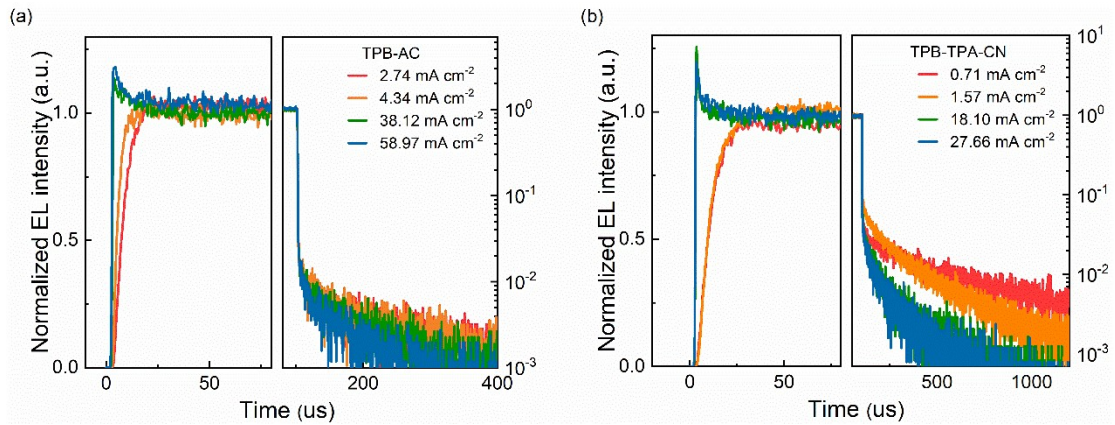 (a)
Normalized EL intensity (a.u.)
1.0
0.5
0.0
0
50
200
400
Time (us)
TPB-AC
2.74 mA cm⁻²
4.34 mA cm⁻²
38.12 mA cm⁻²
58.97 mA cm⁻²
10⁰
10⁻¹
10⁻²
10⁻³
(b)
Normalized EL intensity (a.u.)
1.0
0.5
0.0
0
50
500
1000
Time (us)
TPB-TPA-CN
0.71 mA cm⁻²
1.57 mA cm⁻²
18.10 mA cm⁻²
27.66 mA cm⁻²
10¹
10⁰
10⁻¹
10⁻²
10⁻³